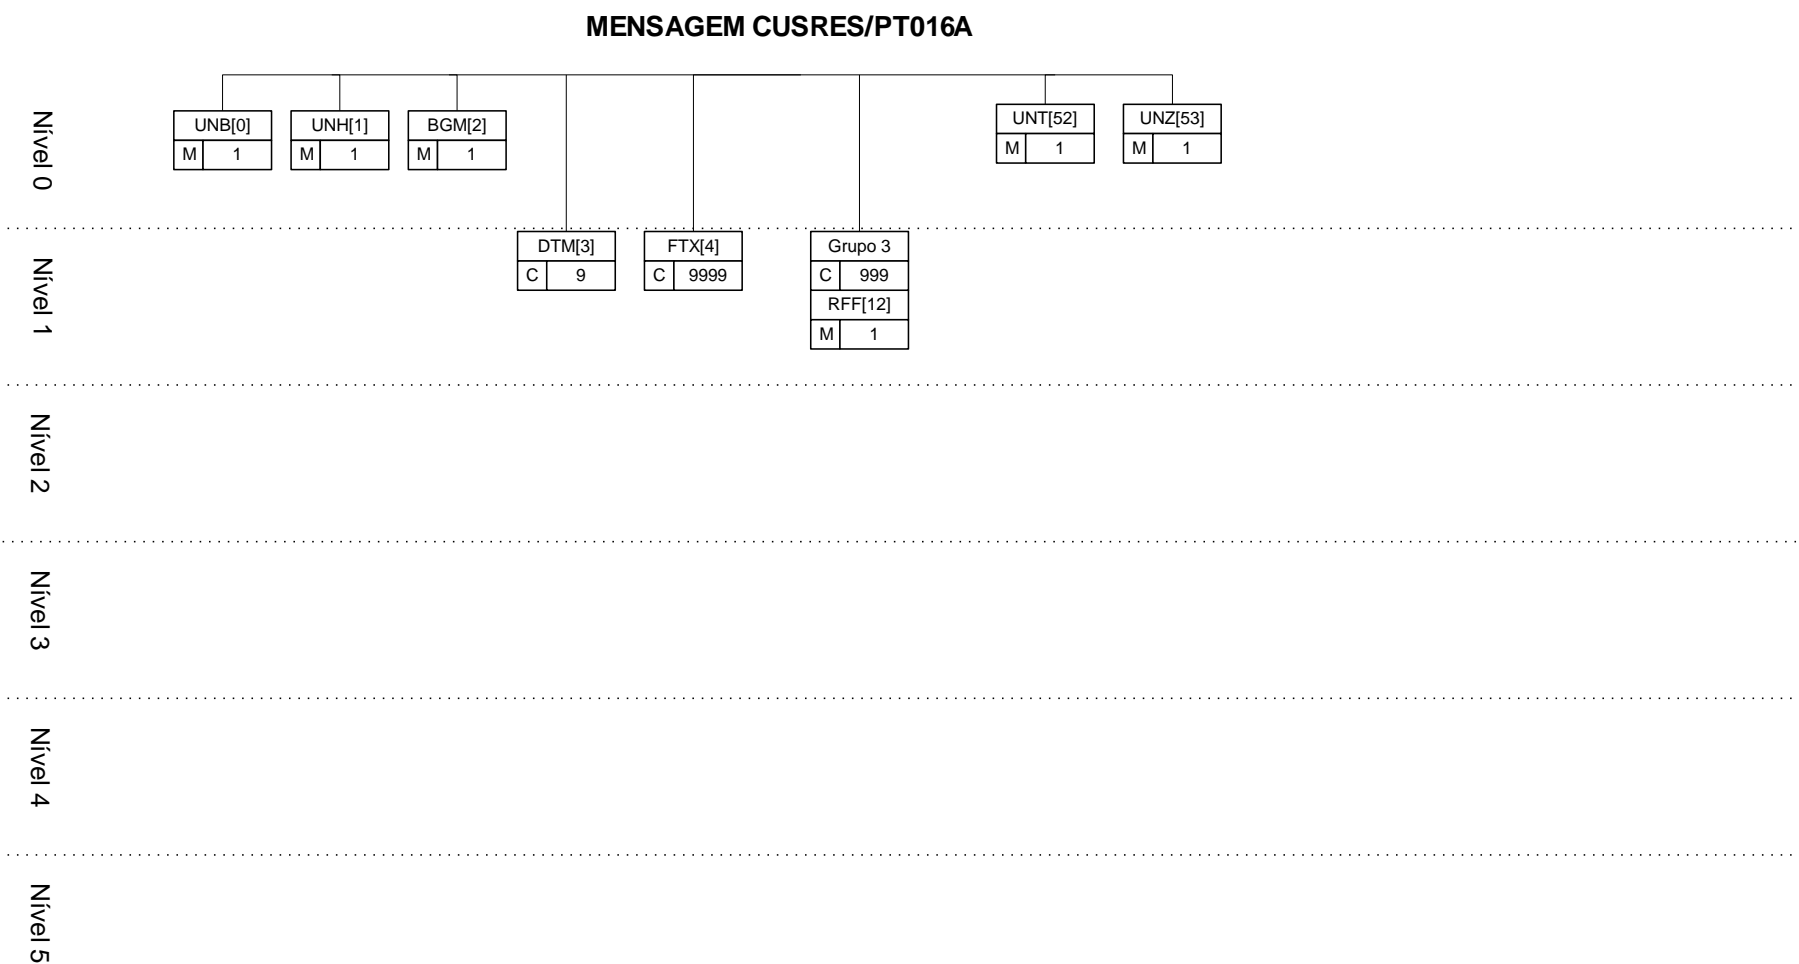 MENSAGEM CUSRES/PT016A
Nível 0
UNB[0]
M 1
UNH[1]
M 1
BGM[2]
M 1
UNT[52]
M 1
UNZ[53]
M 1
Nível 1
DTM[3]
C 9
FTX[4]
C 9999
Grupo 3
C 999
RFF[12]
M 1
Nível 2
Nível 3
Nível 4
Nível 5